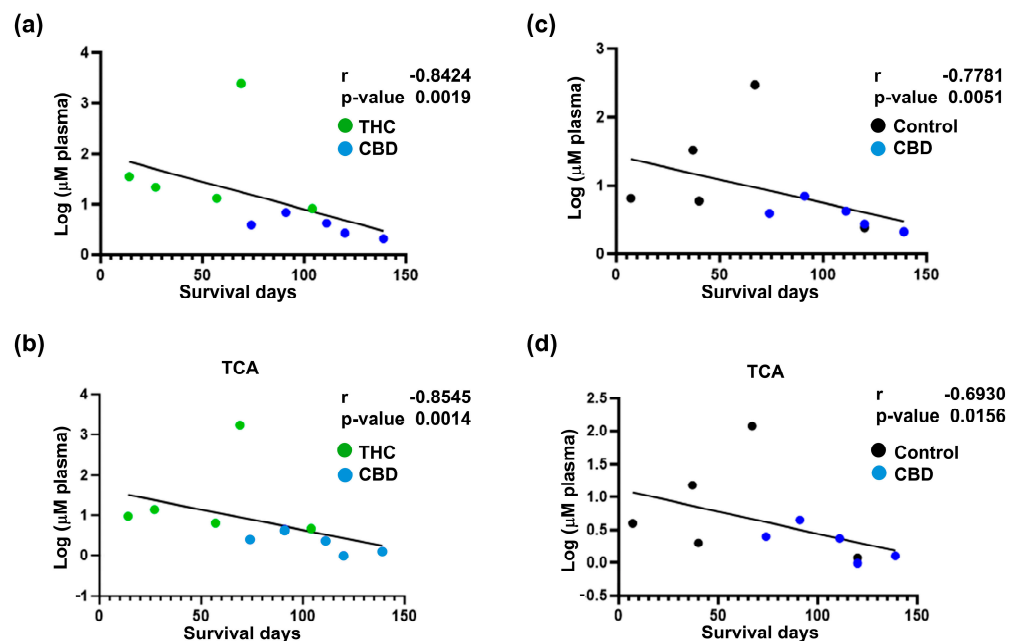 (a)
4
3
2
1
0
Log (μM plasma)
0 50 100 150
Survival days
r -0.8424
p-value 0.0019
THC
CBD
(c)
3
2
1
0
Log (μM plasma)
0 50 100 150
Survival days
r -0.7781
p-value 0.0051
Control
CBD
(b)
TCA
4
3
2
1
0
-1
Log (μM plasma)
0 50 100 150
Survival days
r -0.8545
p-value 0.0014
THC
CBD
(d)
TCA
2.5
2.0
1.5
1.0
0.5
0.0
-0.5
Log (μM plasma)
0 50 100 150
Survival days
r -0.6930
p-value 0.0156
Control
CBD